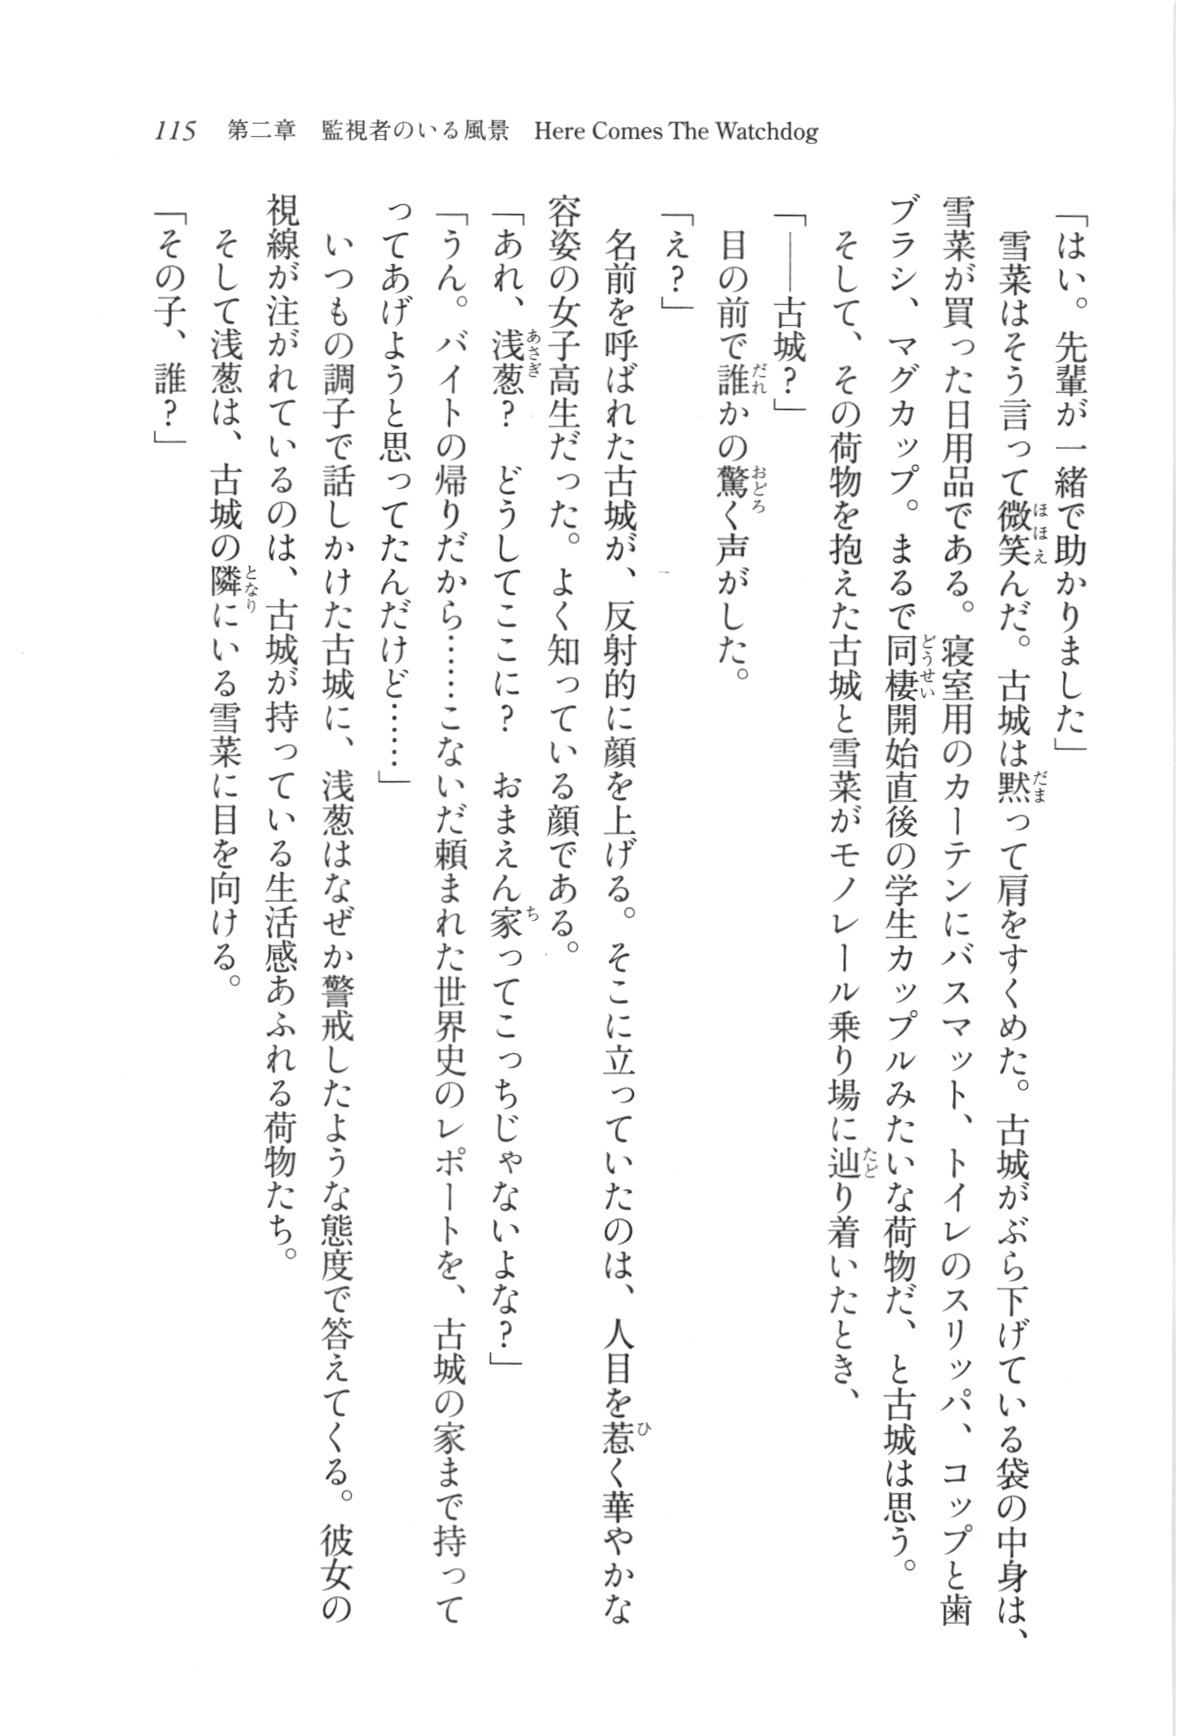 115　第二章　監視者のいる風景　Here Comes The Watchdog
「はい。先輩が一緒で助かりました」
　雪菜はそう言って微笑んだ。古城は黙って肩をすくめた。古城がぶら下げている袋の中身は、
雪菜が買った日用品である。寝室用のカーテンにバスマット、トイレのスリッパ、コップと歯
ブラシ、マグカップ。まるで同棲開始直後の学生カップルみたいな荷物だ、と古城は思う。
　そして、その荷物を抱えた古城と雪菜がモノレール乗り場に辿り着いたとき、
「――古城？」
　目の前で誰かの驚く声がした。
「え？」
　名前を呼ばれた古城が、反射的に顔を上げる。そこに立っていたのは、人目を惹く華やかな
容姿の女子高生だった。よく知っている顔である。
「あれ、浅葱？　どうしてここに？　おまえん家ってこっちじゃないよな？」
「うん。バイトの帰りだから……こないだ頼まれた世界史のレポートを、古城の家まで持って
ってあげようと思ってたんだけど……」
　いつもの調子で話しかけた古城に、浅葱はなぜか警戒したような態度で答えてくる。彼女の
視線が注がれているのは、古城が持っている生活感あふれる荷物たち。
　そして浅葱は、古城の隣にいる雪菜に目を向ける。
「その子、誰？」